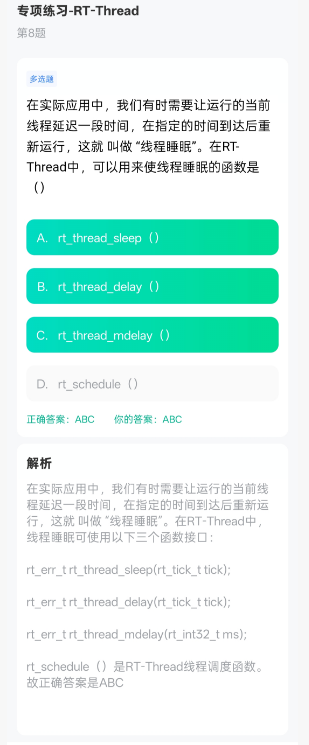 专项练习-RT-Thread
第8题
多选题
在实际应用中，我们有时需要让运行的当前
线程延迟一段时间，在指定的时间到达后重
新运行，这就 叫做 “线程睡眠”。在RT-
Thread中，可以用来使线程睡眠的函数是
（）
A. rt_thread_sleep（）
B. rt_thread_delay（）
C. rt_thread_mdelay（）
D. rt_schedule（）
正确答案：ABC 你的答案：ABC
解析
在实际应用中，我们有时需要让运行的当前线
程延迟一段时间，在指定的时间到达后重新运
行，这就 叫做 “线程睡眠”。在RT-Thread中，
线程睡眠可使用以下三个函数接口：
rt_err_t rt_thread_sleep(rt_tick_t tick);
rt_err_t rt_thread_delay(rt_tick_t tick);
rt_err_t rt_thread_mdelay(rt_int32_t ms);
rt_schedule（）是RT-Thread线程调度函数。
故正确答案是ABC